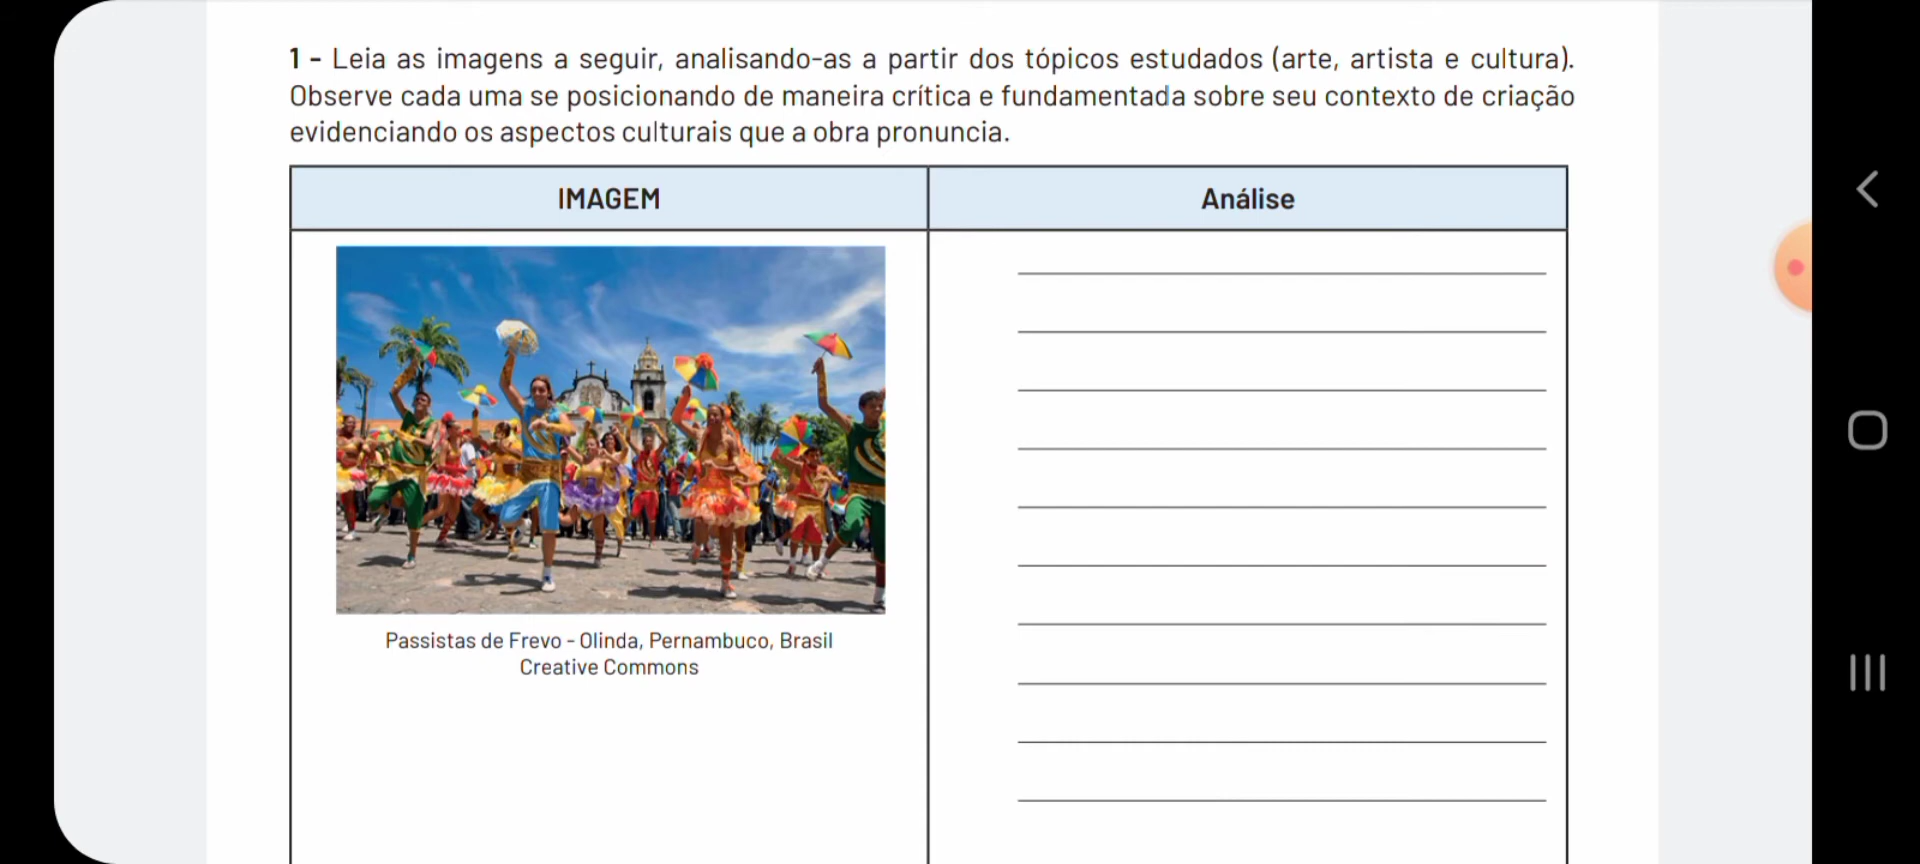 1 - Leia as imagens a seguir, analisando-as a partir dos tópicos estudados (arte, artista e cultura).
Observe cada uma se posicionando de maneira crítica e fundamentada sobre seu contexto de criação
evidenciando os aspectos culturais que a obra pronuncia.
IMAGEM
Análise
Passistas de Frevo - Olinda, Pernambuco, Brasil
Creative Commons